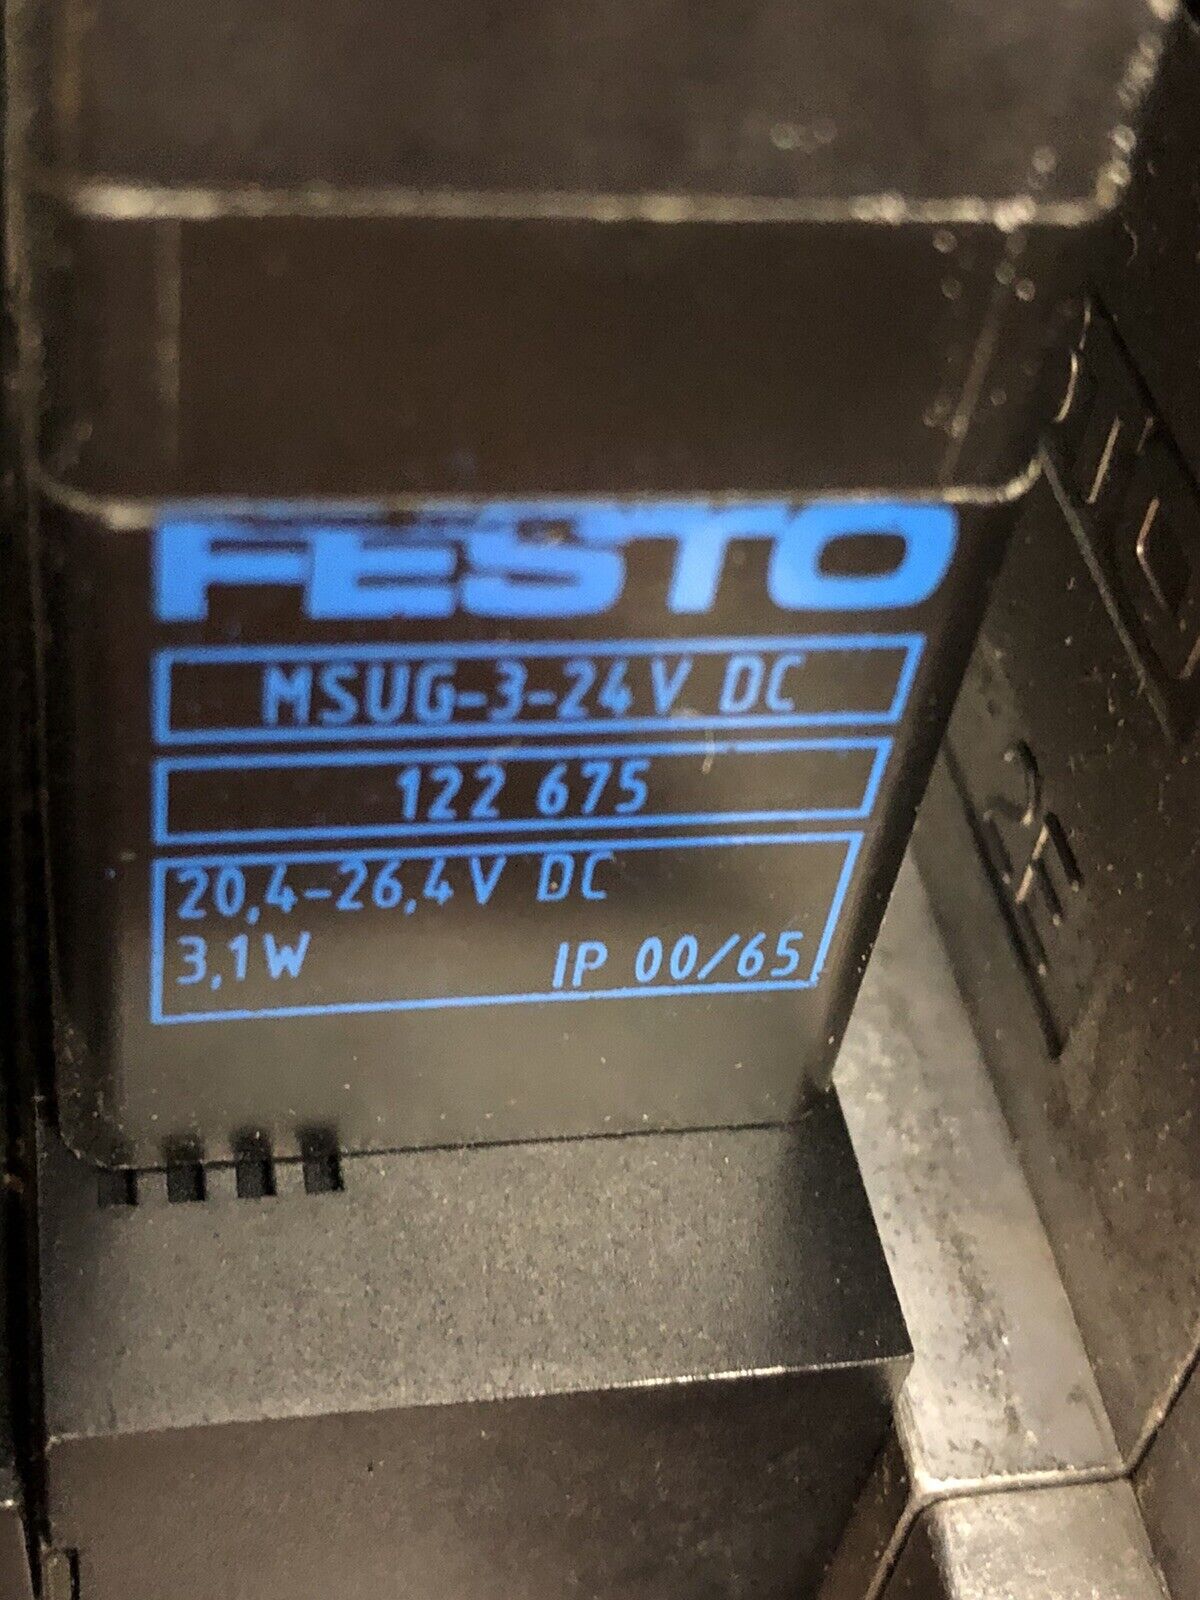 FESTO
MSUG-3-24V DC
122 675
20,4-26,4V DC
3,1W IP 00/65